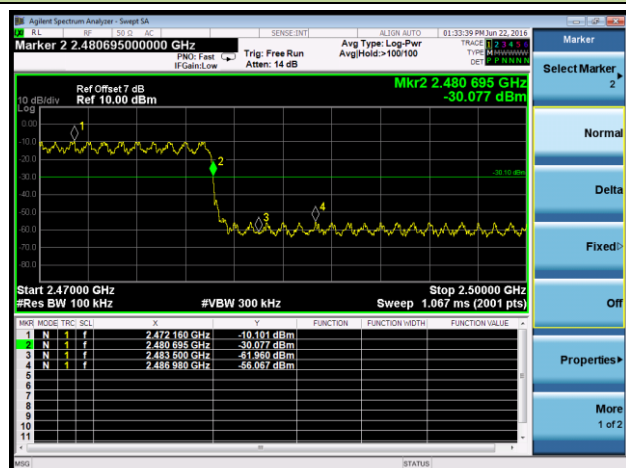 Agilent Spectrum Analyzer - Swept SA
RL RF 50 Ω AC SENSE:INT ALIGN AUTO 01:33:39 PM Jun 22, 2016
Marker 2 2.480695000000 GHz
PNO: Fast
IFGain:Low
Trig: Free Run
Atten: 14 dB
Avg Type: Log-Pwr
Avg|Hold:>100/100
TRACE 1 2 3 4 5 6
TYPE MWWWWW
DET P P N N N N
Marker
Select Marker
2
Normal
Delta
Fixed
Off
Properties
More
1 of 2
Ref Offset 7 dB
10 dB/div Ref 10.00 dBm
Log
Mkr2 2.480 695 GHz
-30.077 dBm
0.00
-10.0
-20.0
-30.0
-40.0
-50.0
-60.0
-70.0
-80.0
1
2
3
4
-30.10 dBm
Start 2.47000 GHz Stop 2.50000 GHz
#Res BW 100 kHz #VBW 300 kHz Sweep 1.067 ms (2001 pts)
MKR MODE TRC SCL X Y FUNCTION FUNCTION WIDTH FUNCTION VALUE
1 N 1 f 2.472 160 GHz -10.101 dBm
2 N 1 f 2.480 695 GHz -30.077 dBm
3 N 1 f 2.483 500 GHz -61.960 dBm
4 N 1 f 2.486 980 GHz -56.067 dBm
5
6
7
8
9
10
11
MSG STATUS